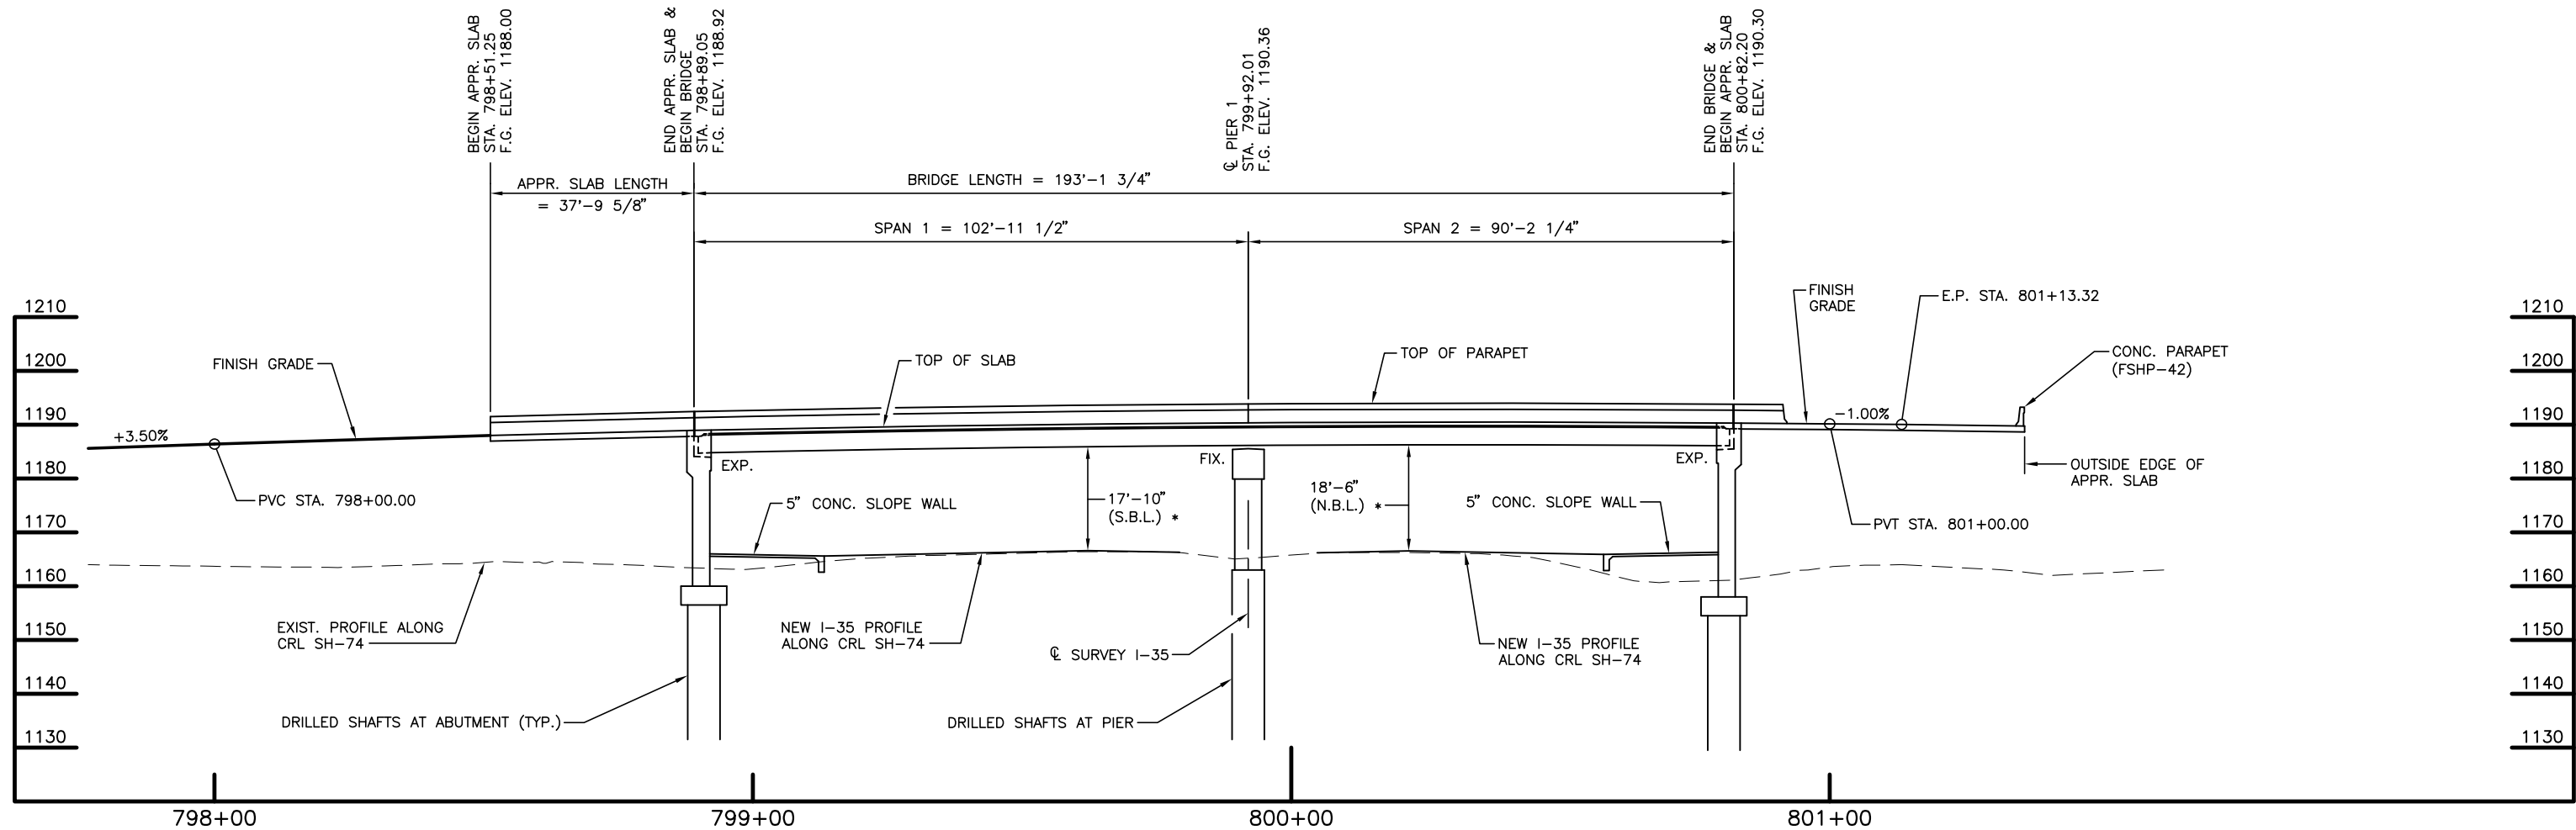 BEGIN APPR. SLAB
STA. 798+51.25
F.G. ELEV. 1188.00
END APPR. SLAB &
BEGIN BRIDGE
STA. 798+89.05
F.G. ELEV. 1188.92
℄ PIER 1
STA. 799+92.01
F.G. ELEV. 1190.36
END BRIDGE &
BEGIN APPR. SLAB
STA. 800+82.20
F.G. ELEV. 1190.30
APPR. SLAB LENGTH
= 37'-9 5/8"
BRIDGE LENGTH = 193'-1 3/4"
SPAN 1 = 102'-11 1/2"
SPAN 2 = 90'-2 1/4"
1210
1200
1190
1180
1170
1160
1150
1140
1130
FINISH GRADE
+3.50%
PVC STA. 798+00.00
TOP OF SLAB
TOP OF PARAPET
FINISH
GRADE
E.P. STA. 801+13.32
CONC. PARAPET
(FSHP-42)
-1.00%
EXP.
FIX.
EXP.
OUTSIDE EDGE OF
APPR. SLAB
5" CONC. SLOPE WALL
17'-10"
(S.B.L.) *
18'-6"
(N.B.L.) *
5" CONC. SLOPE WALL
PVT STA. 801+00.00
EXIST. PROFILE ALONG
CRL SH-74
NEW I-35 PROFILE
ALONG CRL SH-74
℄ SURVEY I-35
NEW I-35 PROFILE
ALONG CRL SH-74
DRILLED SHAFTS AT ABUTMENT (TYP.)
DRILLED SHAFTS AT PIER
1210
1200
1190
1180
1170
1160
1150
1140
1130
798+00
799+00
800+00
801+00